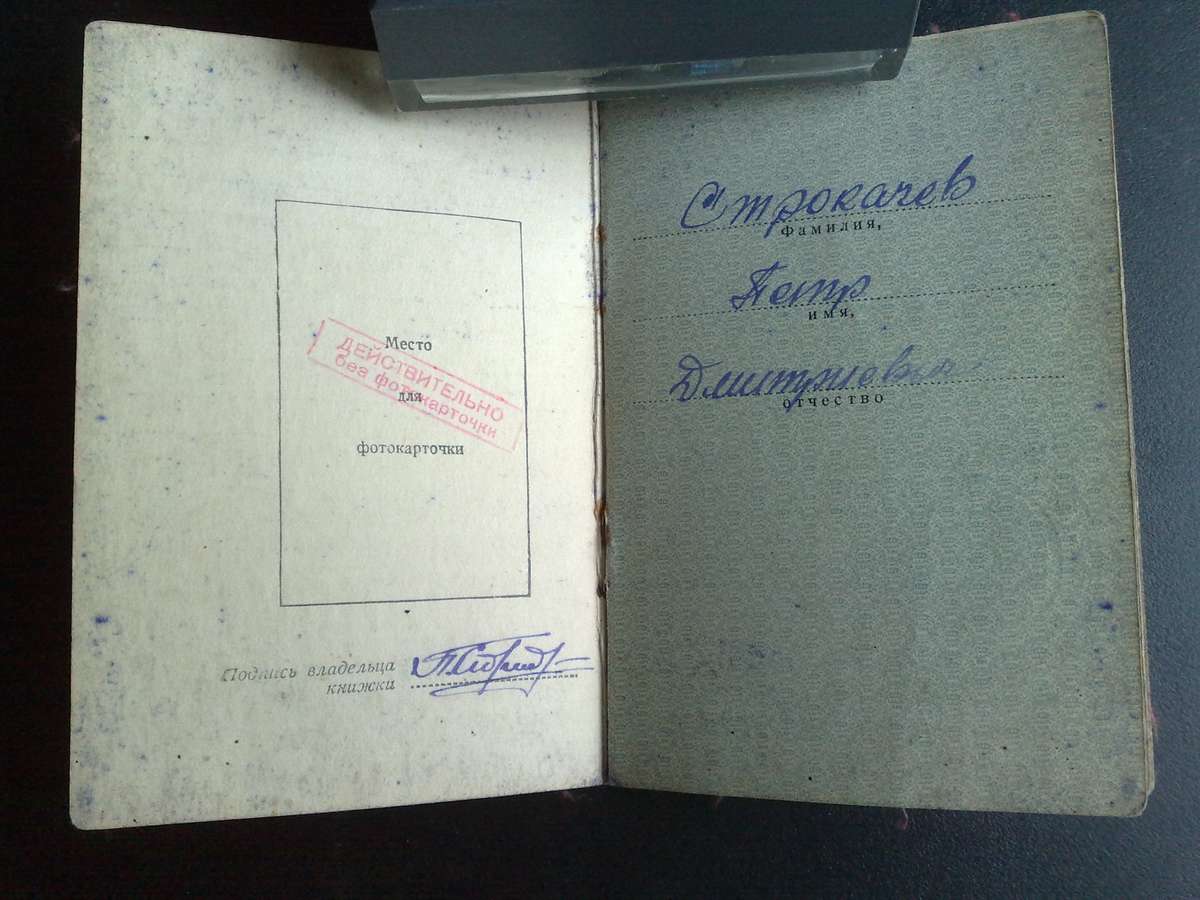 Место
для
фотокарточки
ДЕЙСТВИТЕЛЬНО
без фотокарточки
Подпись владельца
книжки
Строкачев
фамилия,
Петр
имя,
Дмитриевич
отчество